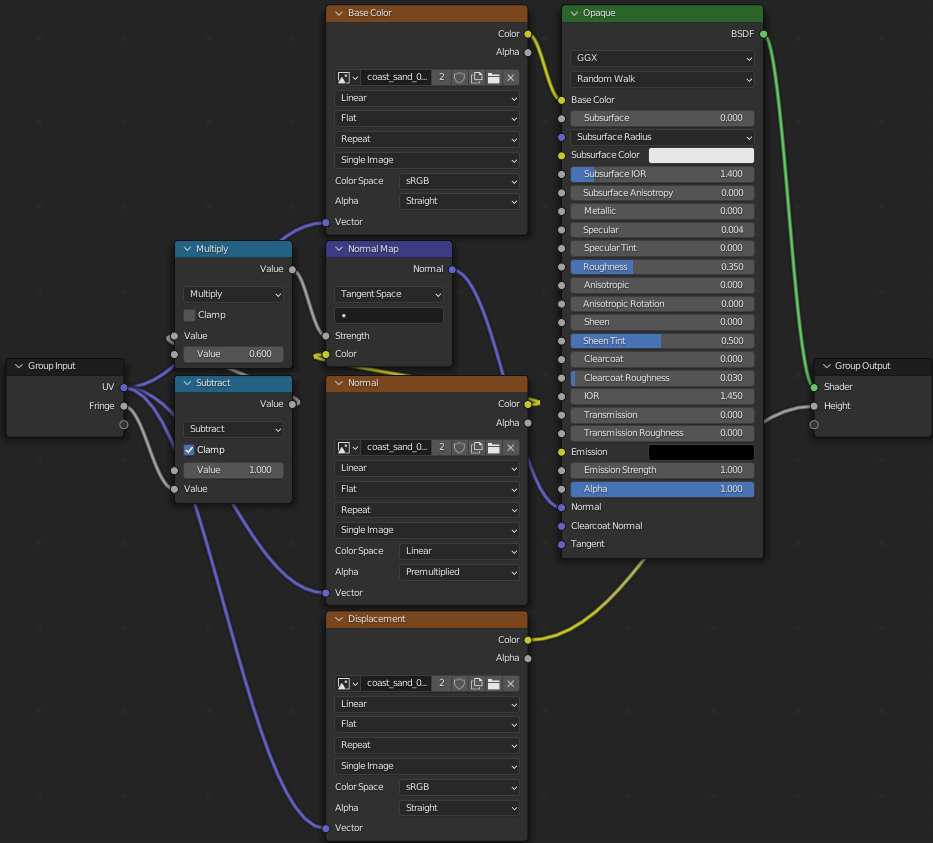 Group Input
UV
Fringe
Multiply
Value
Multiply
Clamp
Value
Value 0.600
Subtract
Value
Subtract
Clamp
Value 1.000
Value
Base Color
Color
Alpha
coast_sand_0... 2
Linear
Flat
Repeat
Single Image
Color Space sRGB
Alpha Straight
Vector
Normal Map
Normal
Tangent Space
Strength
Color
Normal
Color
Alpha
coast_sand_0... 2
Linear
Flat
Repeat
Single Image
Color Space Linear
Alpha Premultiplied
Vector
Displacement
Color
Alpha
coast_sand_0... 2
Linear
Flat
Repeat
Single Image
Color Space sRGB
Alpha Straight
Vector
Opaque
BSDF
GGX
Random Walk
Base Color
Subsurface 0.000
Subsurface Radius
Subsurface Color
Subsurface IOR 1.400
Subsurface Anisotropy 0.000
Metallic 0.000
Specular 0.004
Specular Tint 0.000
Roughness 0.350
Anisotropic 0.000
Anisotropic Rotation 0.000
Sheen 0.000
Sheen Tint 0.500
Clearcoat 0.000
Clearcoat Roughness 0.030
IOR 1.450
Transmission 0.000
Transmission Roughness 0.000
Emission
Emission Strength 1.000
Alpha 1.000
Normal
Clearcoat Normal
Tangent
Group Output
Shader
Height